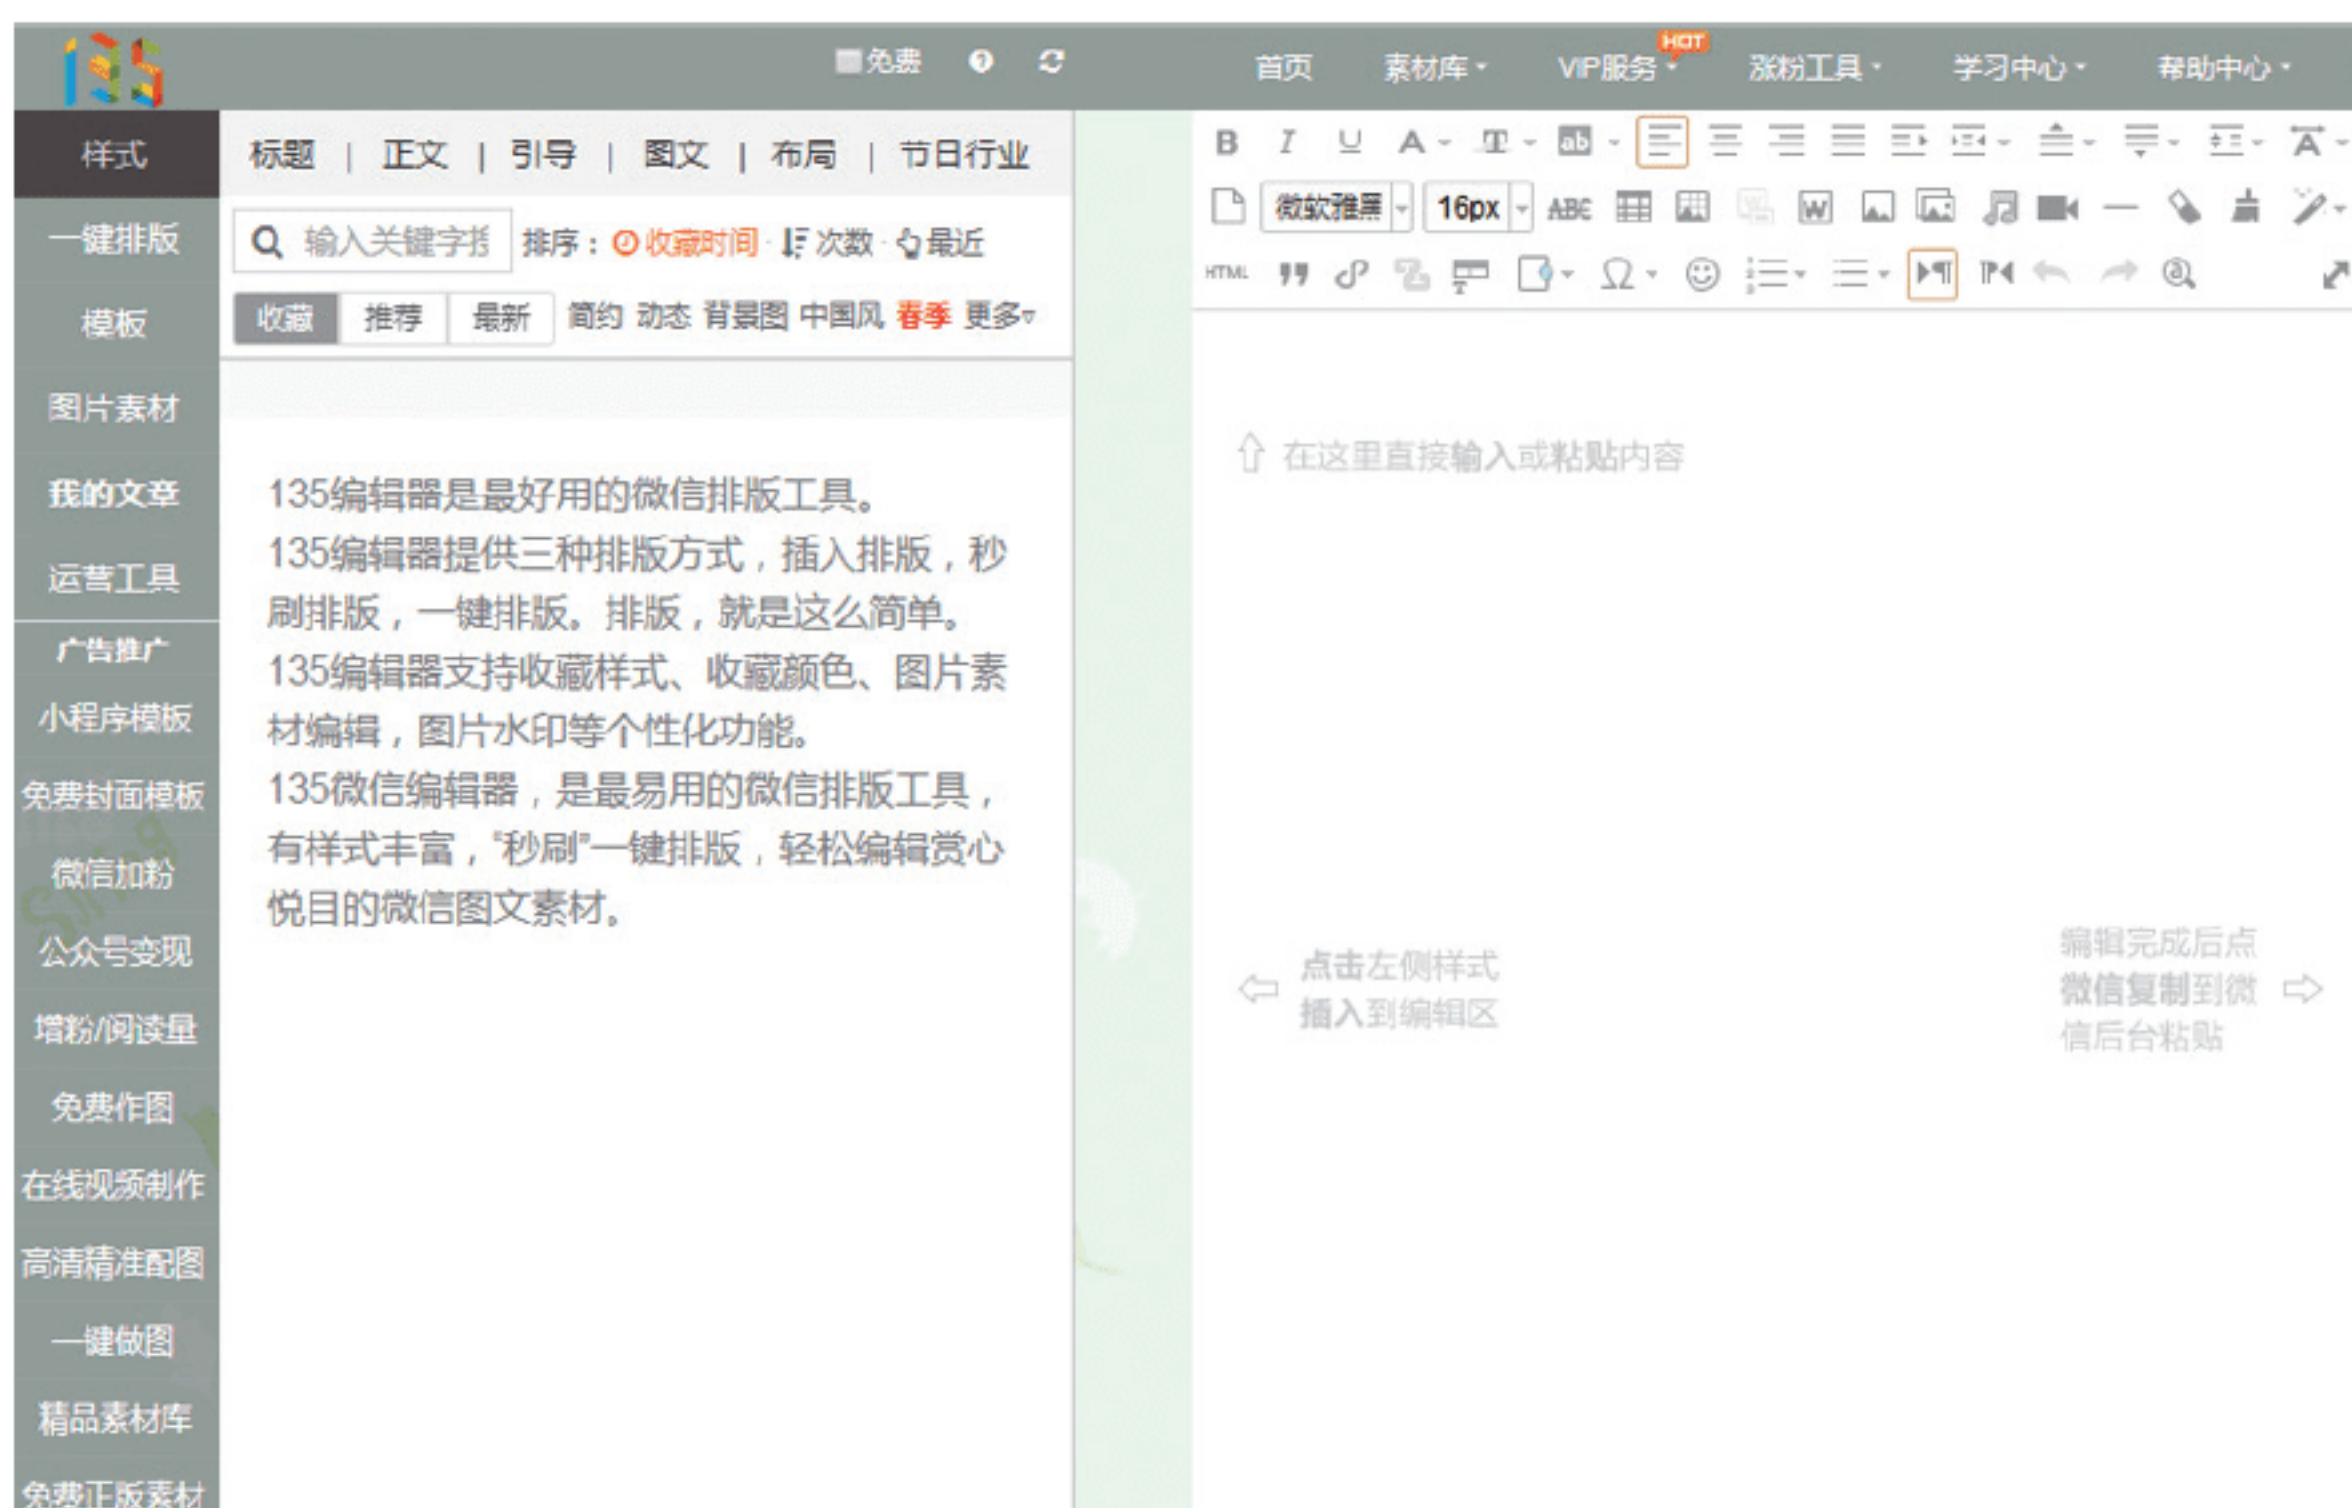 135
免费
首页 素材库 VIP服务 HOT 涨粉工具 学习中心 帮助中心
样式
一键排版
模板
图片素材
我的文章
运营工具
广告推广
小程序模板
免费封面模板
微信加粉
公众号变现
增粉/阅读量
免费作图
在线视频制作
高清精准配图
一键做图
精品素材库
免费正版素材
标题 | 正文 | 引导 | 图文 | 布局 | 节日行业
输入关键字 排序：收藏时间 · 次数 · 最近
收藏 推荐 最新 简约 动态 背景图 中国风 春季 更多
135编辑器是最好用的微信排版工具。
135编辑器提供三种排版方式，插入排版，秒
刷排版，一键排版。排版，就是这么简单。
135编辑器支持收藏样式、收藏颜色、图片素
材编辑，图片水印等个性化功能。
135微信编辑器，是最易用的微信排版工具，
有样式丰富，“秒刷”一键排版，轻松编辑赏心
悦目的微信图文素材。
B I U A T ab A
微软雅黑 16px ABC W
HTML
在这里直接输入或粘贴内容
点击左侧样式
插入到编辑区
编辑完成后点
微信复制到微
信后台粘贴